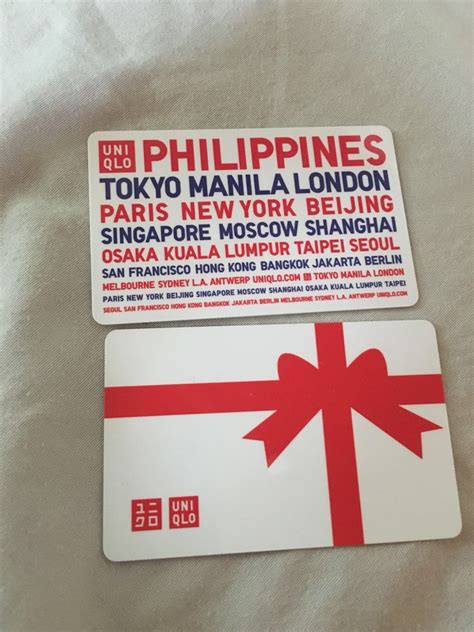 UNI
QLO
PHILIPPINES
TOKYO MANILA LONDON
PARIS NEW YORK BEIJING
SINGAPORE MOSCOW SHANGHAI
OSAKA KUALA LUMPUR TAIPEI SEOUL
SAN FRANCISCO HONG KONG BANGKOK JAKARTA BERLIN
MELBOURNE SYDNEY L.A. ANTWERP UNIQLO.COM TOKYO MANILA LONDON
PARIS NEW YORK BEIJING SINGAPORE MOSCOW SHANGHAI OSAKA KUALA LUMPUR TAIPEI
SEOUL SAN FRANCISCO HONG KONG BANGKOK JAKARTA BERLIN MELBOURNE SYDNEY L.A. ANTWERP UNIQLO.COM
ユニ
クロ
UNI
QLO